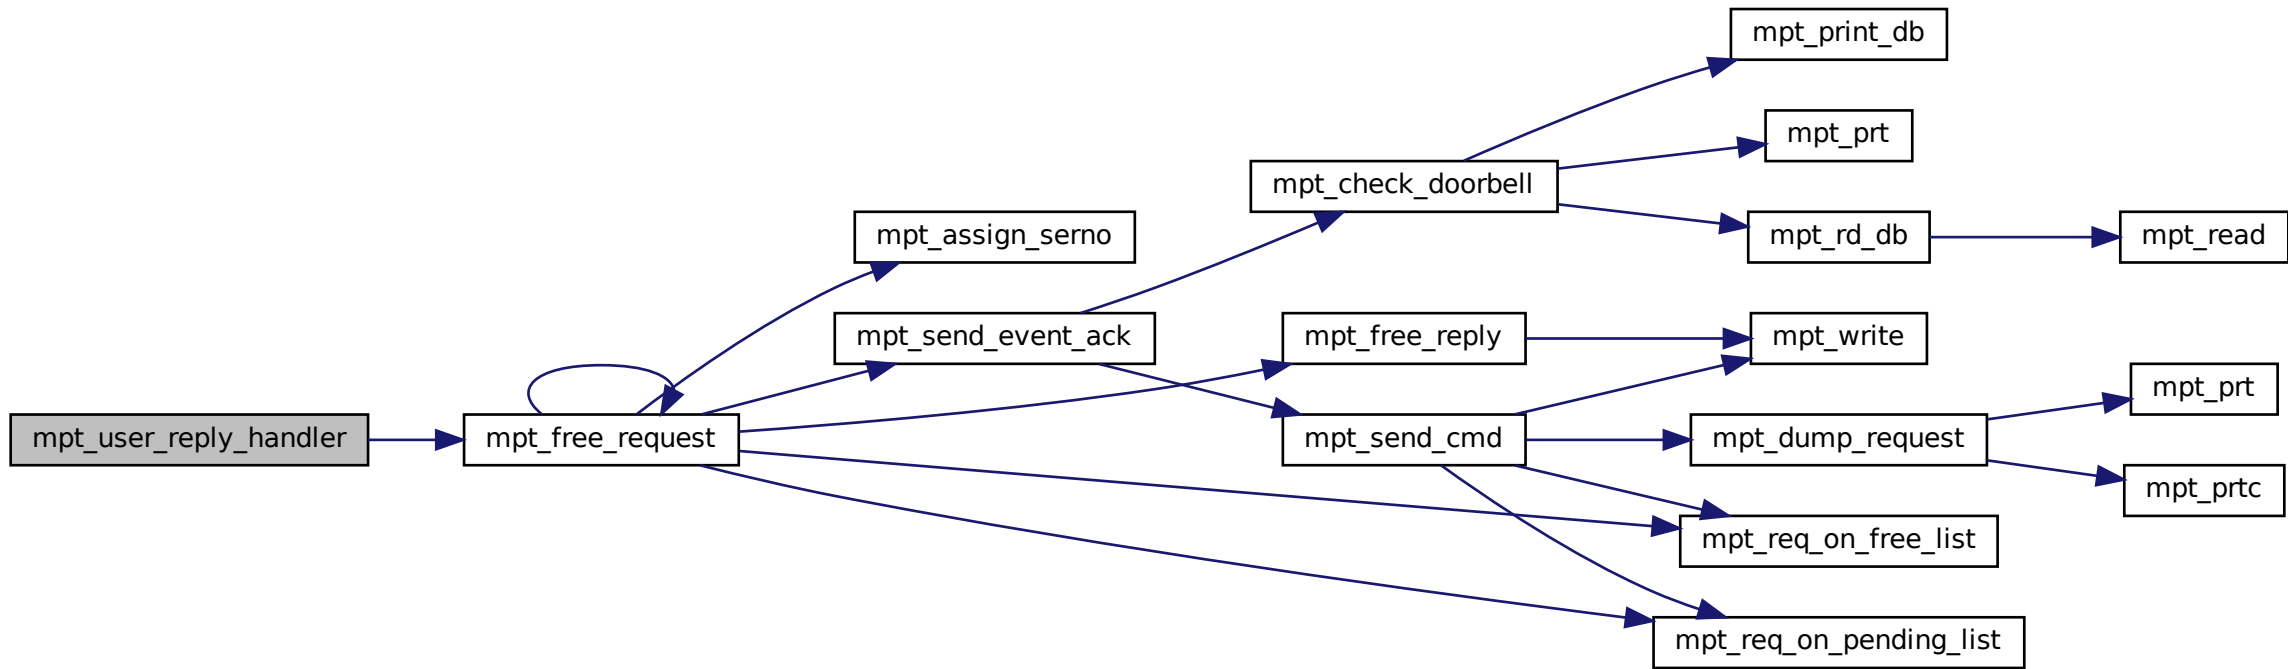 mpt_print_db
mpt_prt
mpt_check_doorbell
mpt_assign_serno
mpt_rd_db
mpt_read
mpt_send_event_ack
mpt_free_reply
mpt_write
mpt_prt
mpt_user_reply_handler
mpt_free_request
mpt_send_cmd
mpt_dump_request
mpt_prtc
mpt_req_on_free_list
mpt_req_on_pending_list